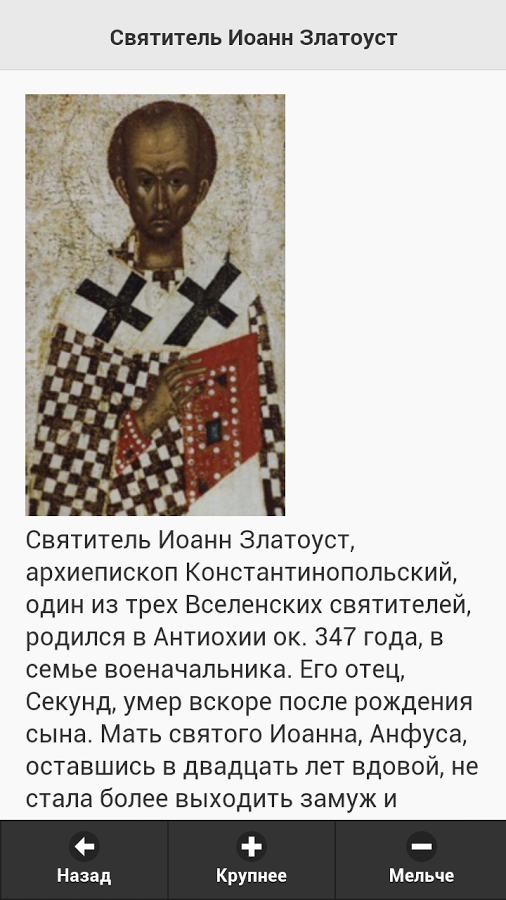 Святитель Иоанн Златоуст
Святитель Иоанн Златоуст,
архиепископ Константинопольский,
один из трех Вселенских святителей,
родился в Антиохии ок. 347 года, в
семье военачальника. Его отец,
Секунд, умер вскоре после рождения
сына. Мать святого Иоанна, Анфуса,
оставшись в двадцать лет вдовой, не
стала более выходить замуж и
Назад
Крупнее
Мельче